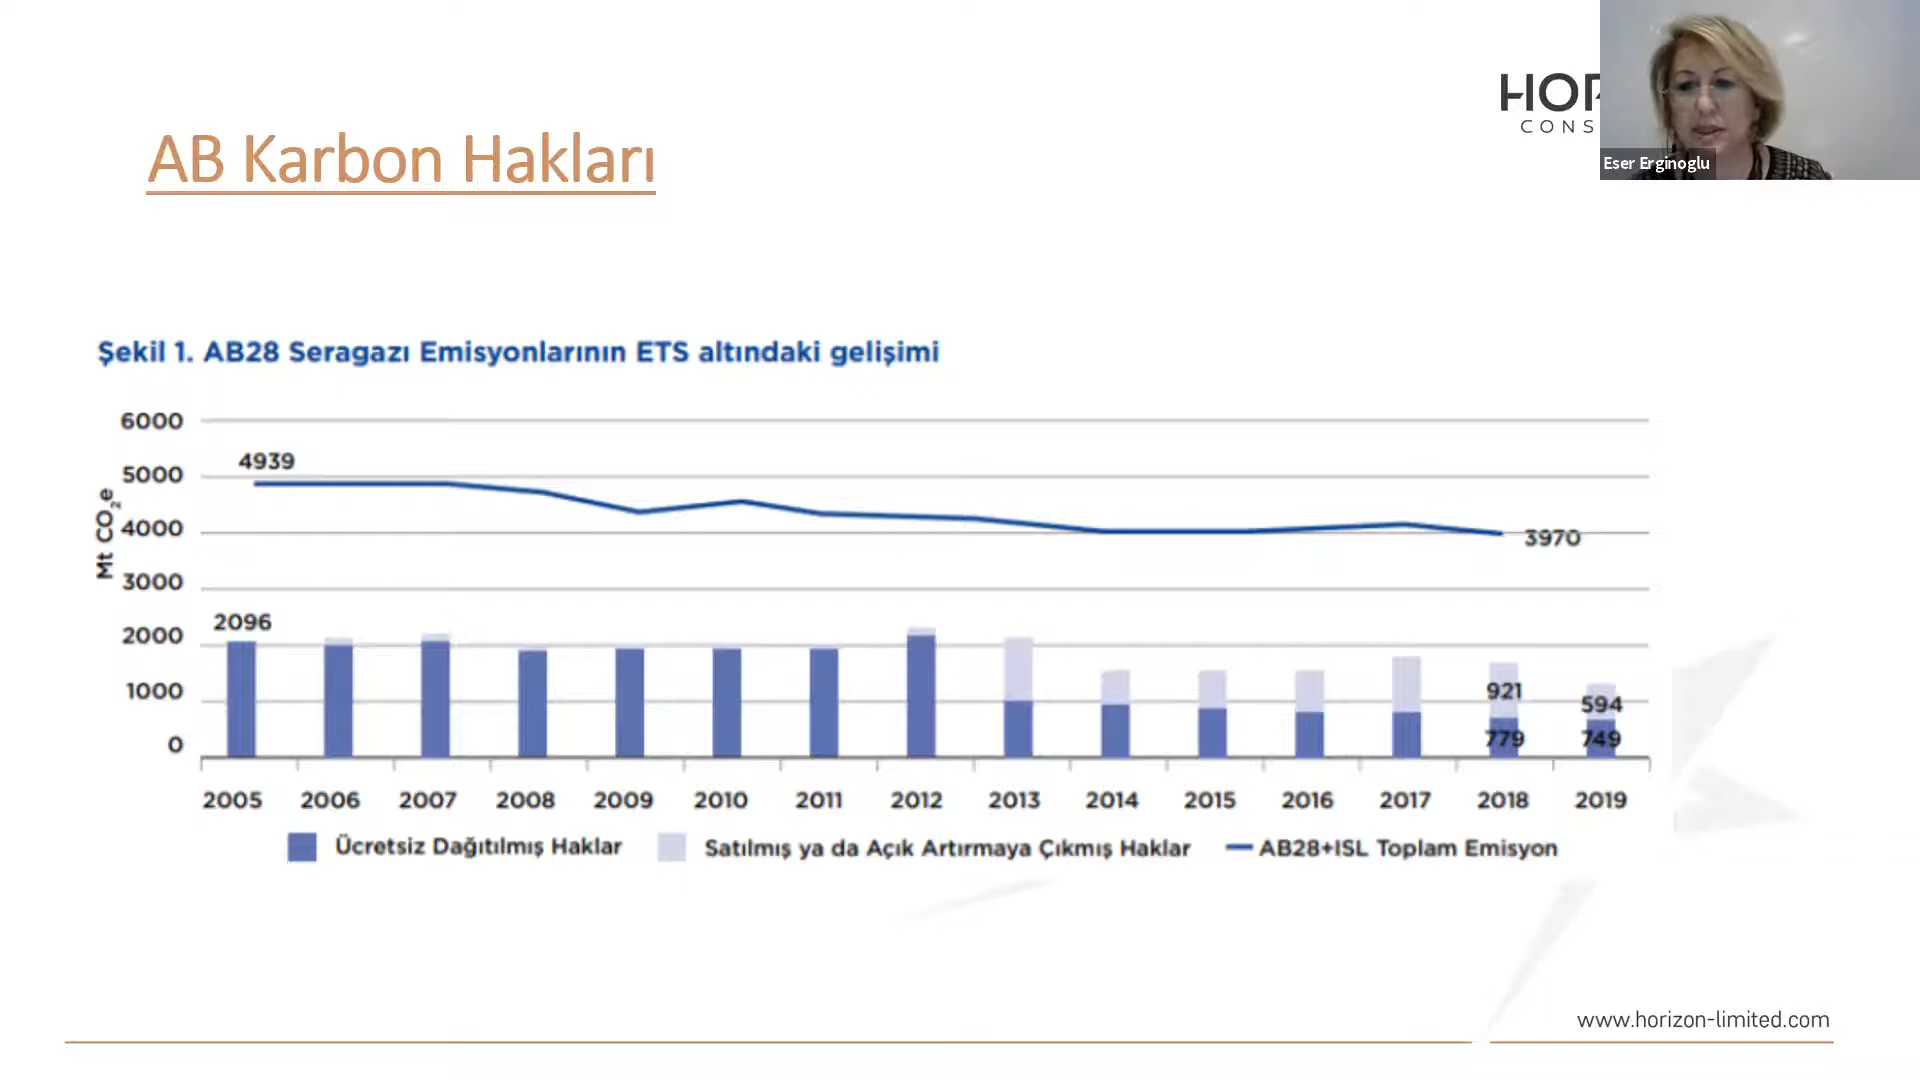 AB Karbon Hakları
Eser Erginoglu
Şekil 1. AB28 Seragazı Emisyonlarının ETS altındaki gelişimi
Mt CO₂e
6000
5000
4000
3000
2000
1000
0
4939
3970
2096
921
779
594
749
2005 2006 2007 2008 2009 2010 2011 2012 2013 2014 2015 2016 2017 2018 2019
Ücretsiz Dağıtılmış Haklar Satılmış ya da Açık Artırmaya Çıkmış Haklar AB28+ISL Toplam Emisyon
www.horizon-limited.com